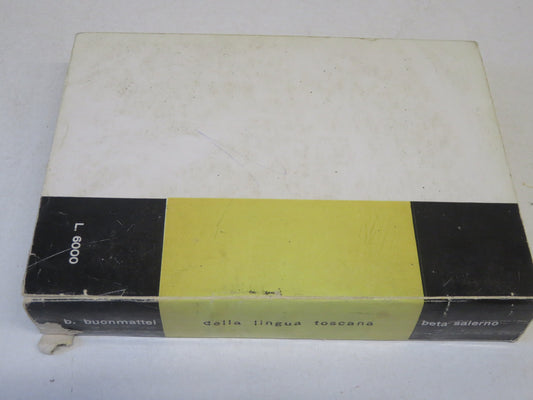 L. 6000
b. buonmattei
della lingua toscana
beta salerno